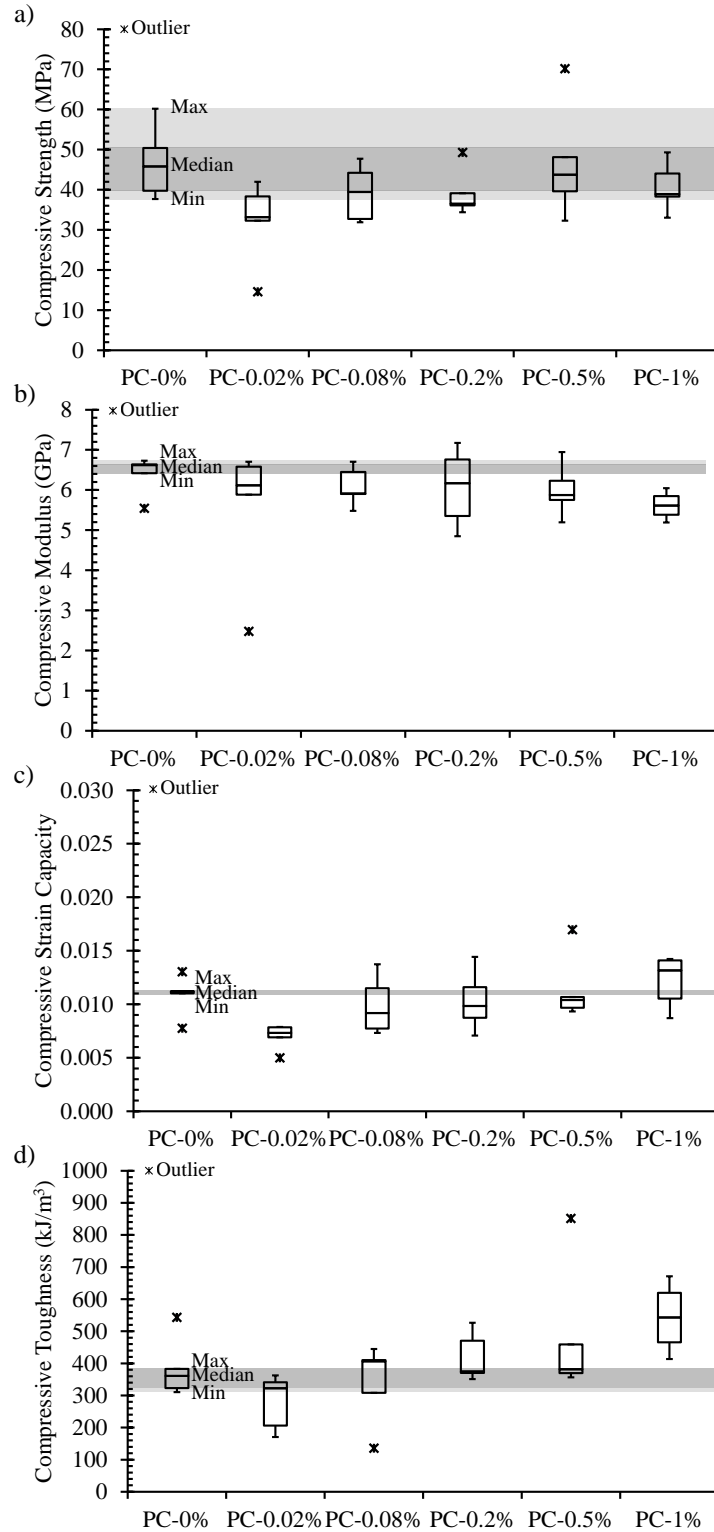 a)
Outlier
Compressive Strength (MPa)
80
70
60
50
40
30
20
10
0
Max
Median
Min
PC-0% PC-0.02% PC-0.08% PC-0.2% PC-0.5% PC-1%
b)
Outlier
Compressive Modulus (GPa)
8
7
6
5
4
3
2
1
0
Max
Median
Min
PC-0% PC-0.02% PC-0.08% PC-0.2% PC-0.5% PC-1%
c)
Outlier
Compressive Strain Capacity
0.030
0.025
0.020
0.015
0.010
0.005
0.000
Max
Median
Min
PC-0% PC-0.02% PC-0.08% PC-0.2% PC-0.5% PC-1%
d)
Outlier
Compressive Toughness (kJ/m³)
1000
900
800
700
600
500
400
300
200
100
0
Max
Median
Min
PC-0% PC-0.02% PC-0.08% PC-0.2% PC-0.5% PC-1%